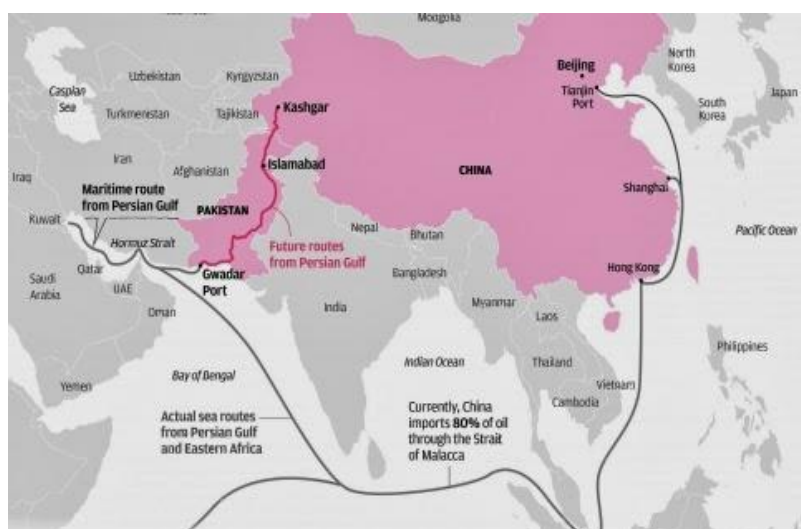 Mongoka
Uzbekistan
Kyrgyzstan
Caspian
Sea
Turkmenistan
Tajikistan
Kashgar
Beijing
Tianjin
Port
North
Korea
South
Korea
Japan
Iraq
Iran
Afghanistan
Islamabad
CHINA
Maritime route
from Persian Gulf
PAKISTAN
Shanghai
Kuwait
Hormuz Strait
Future routes
from Persian Gulf
Nepal
Bhutan
Pacific Ocean
Qatar
Gwadar
Port
Bangladesh
Hong Kong
Saudi
Arabia
UAE
Oman
India
Myanmar
Laos
Yemen
Bay of Bengal
Indian Ocean
Thailand
Vietnam
Cambodia
Philippines
Actual sea routes
from Persian Gulf
and Eastern Africa
Currently, China
imports 80% of oil
through the Strait
of Malacca